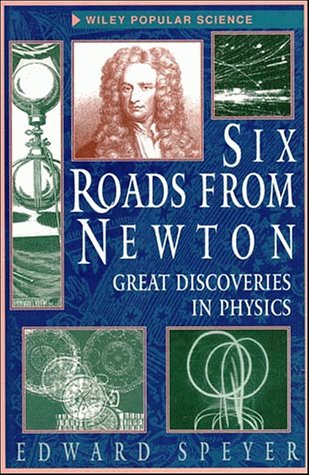 WILEY POPULAR SCIENCE
SIX
ROADS FROM
NEWTON
GREAT DISCOVERIES
IN PHYSICS
EDWARD SPEYER